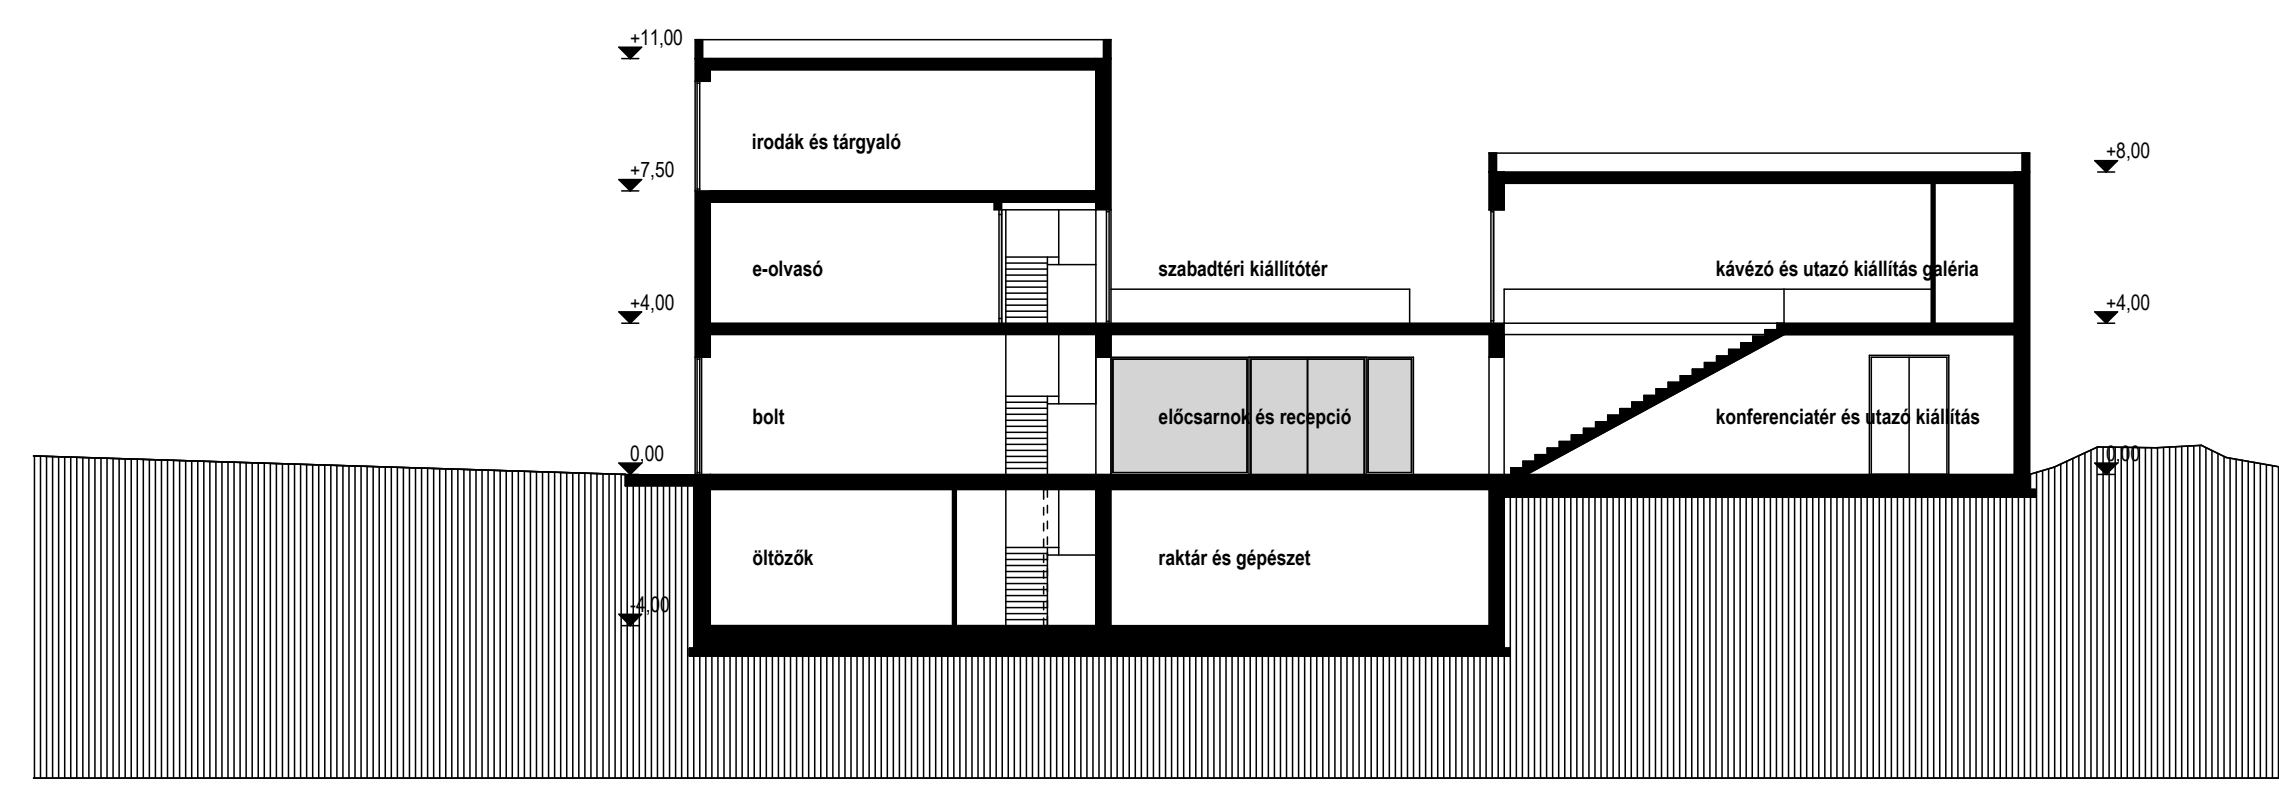 +11,00
irodák és tárgyaló
+8,00
+7,50
e-olvasó
szabadtéri kiállítótér
kávézó és utazó kiállítás galéria
+4,00
+4,00
bolt
előcsarnok és recepció
konferenciatér és utazó kiállítás
0,00
0,00
öltözők
raktár és gépészet
-4,00